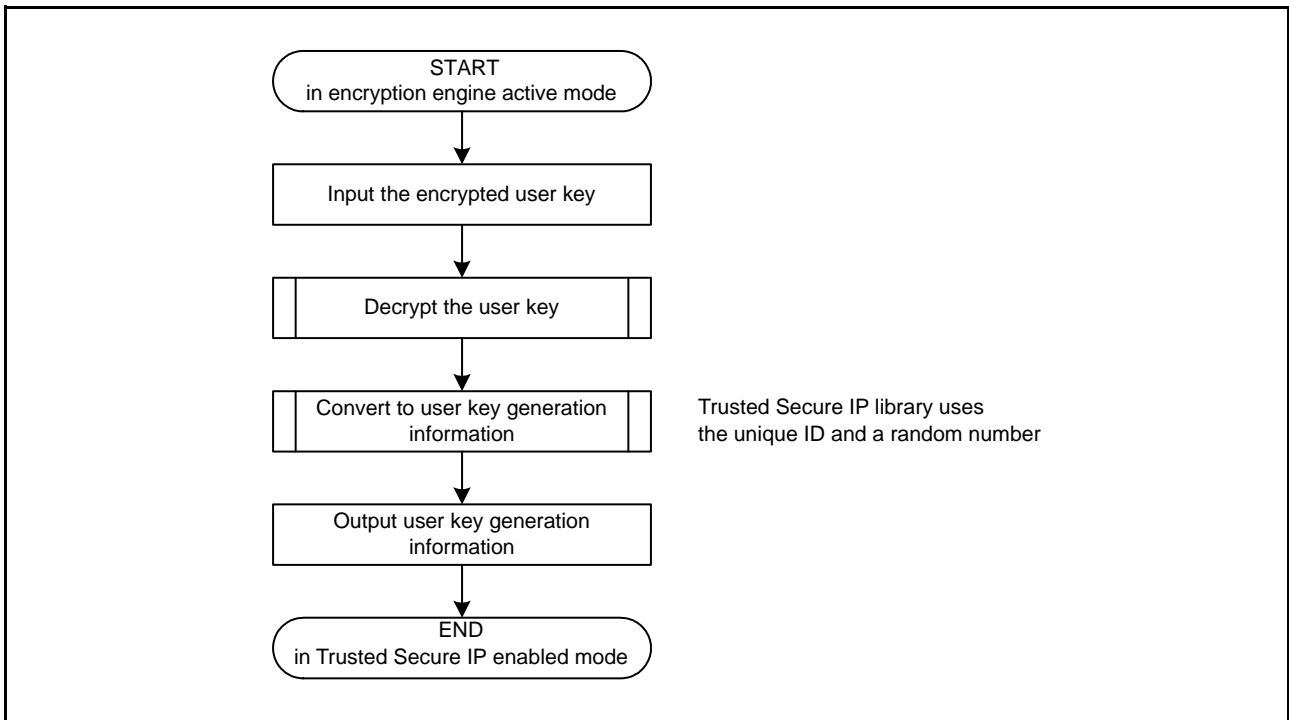 START
in encryption engine active mode
Input the encrypted user key
Decrypt the user key
Convert to user key generation
information
Trusted Secure IP library uses
the unique ID and a random number
Output user key generation
information
END
in Trusted Secure IP enabled mode